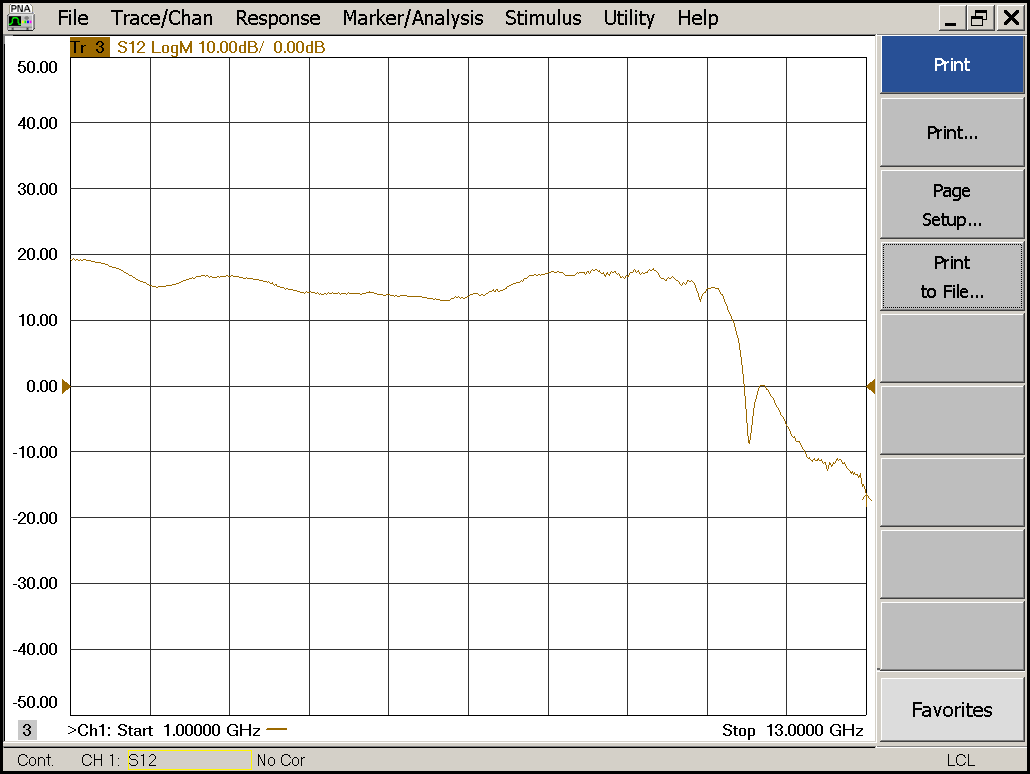 PNA File Trace/Chan Response Marker/Analysis Stimulus Utility Help
Tr 3 S12 LogM 10.00dB/ 0.00dB
50.00
40.00
30.00
20.00
10.00
0.00
-10.00
-20.00
-30.00
-40.00
-50.00
3 >Ch1: Start 1.00000 GHz Stop 13.0000 GHz
Print
Print...
Page
Setup...
Print
to File...
Favorites
Cont. CH 1: S12 No Cor LCL